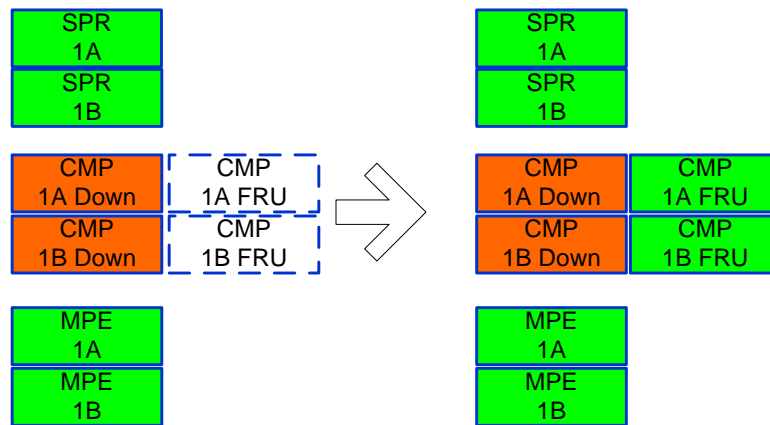 SPR
1A
SPR
1B
CMP
1A Down
CMP
1A FRU
CMP
1B Down
CMP
1B FRU
MPE
1A
MPE
1B
SPR
1A
SPR
1B
CMP
1A Down
CMP
1A FRU
CMP
1B Down
CMP
1B FRU
MPE
1A
MPE
1B